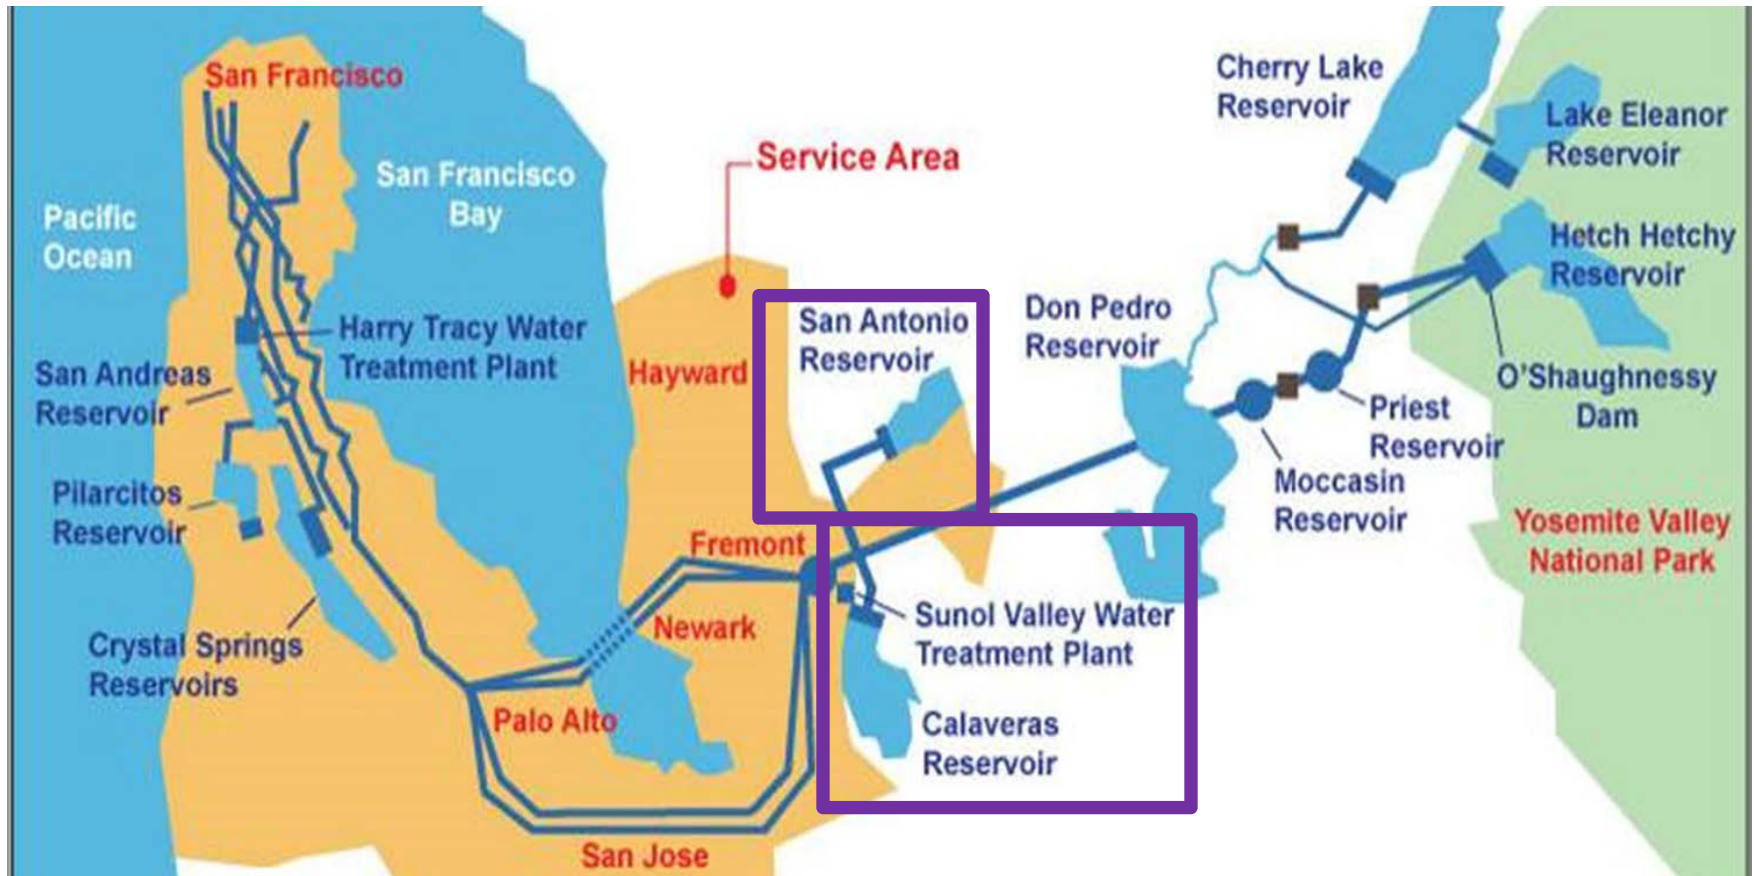 San Francisco
Pacific
Ocean
San Francisco
Bay
Service Area
Cherry Lake
Reservoir
Lake Eleanor
Reservoir
Hetch Hetchy
Reservoir
San Antonio
Reservoir
Don Pedro
Reservoir
Harry Tracy Water
Treatment Plant
San Andreas
Reservoir
Hayward
O'Shaughnessy
Dam
Priest
Reservoir
Moccasin
Reservoir
Pilarcitos
Reservoir
Yosemite Valley
National Park
Fremont
Newark
Sunol Valley Water
Treatment Plant
Crystal Springs
Reservoirs
Palo Alto
Calaveras
Reservoir
San Jose